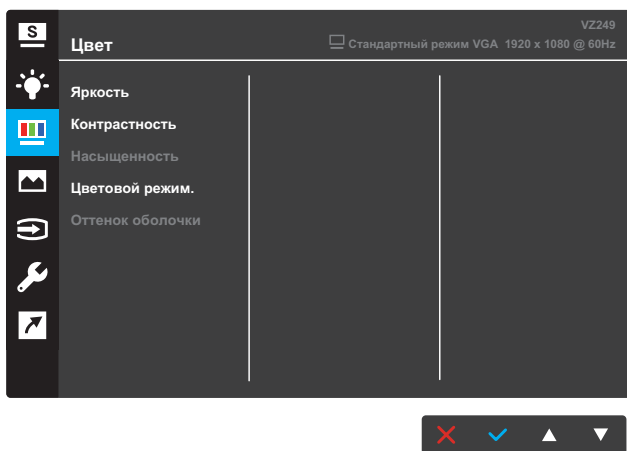 S
VZ249
Цвет
Стандартный режим VGA 1920 x 1080 @ 60Hz
Яркость
Контрастность
Насыщенность
Цветовой режим.
Оттенок оболочки